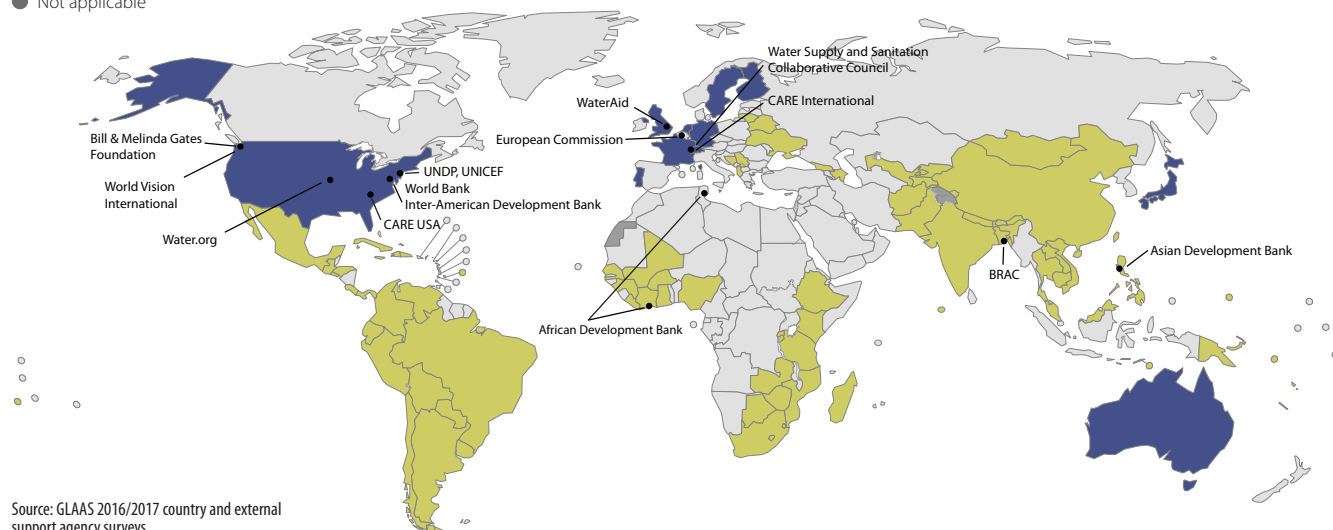 Not applicable
Water Supply and Sanitation
Collaborative Council
WaterAid
CARE International
Bill & Melinda Gates
Foundation
European Commission
UNDP, UNICEF
World Vision
International
World Bank
Inter-American Development Bank
CARE USA
Water.org
Asian Development Bank
BRAC
African Development Bank
Source: GLAAS 2016/2017 country and external
support agency surveys